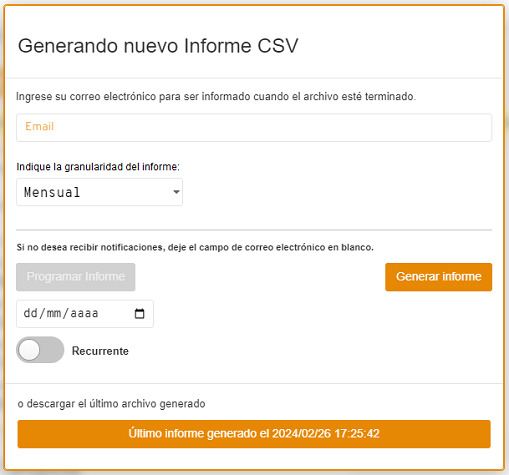 Generando nuevo Informe CSV
Ingrese su correo electrónico para ser informado cuando el archivo esté terminado.
Email
Indique la granularidad del informe:
Mensual
Si no desea recibir notificaciones, deje el campo de correo electrónico en blanco.
Programar Informe
Generar informe
dd/mm/aaaa
Recurrente
o descargar el último archivo generado
Último informe generado el 2024/02/26 17:25:42